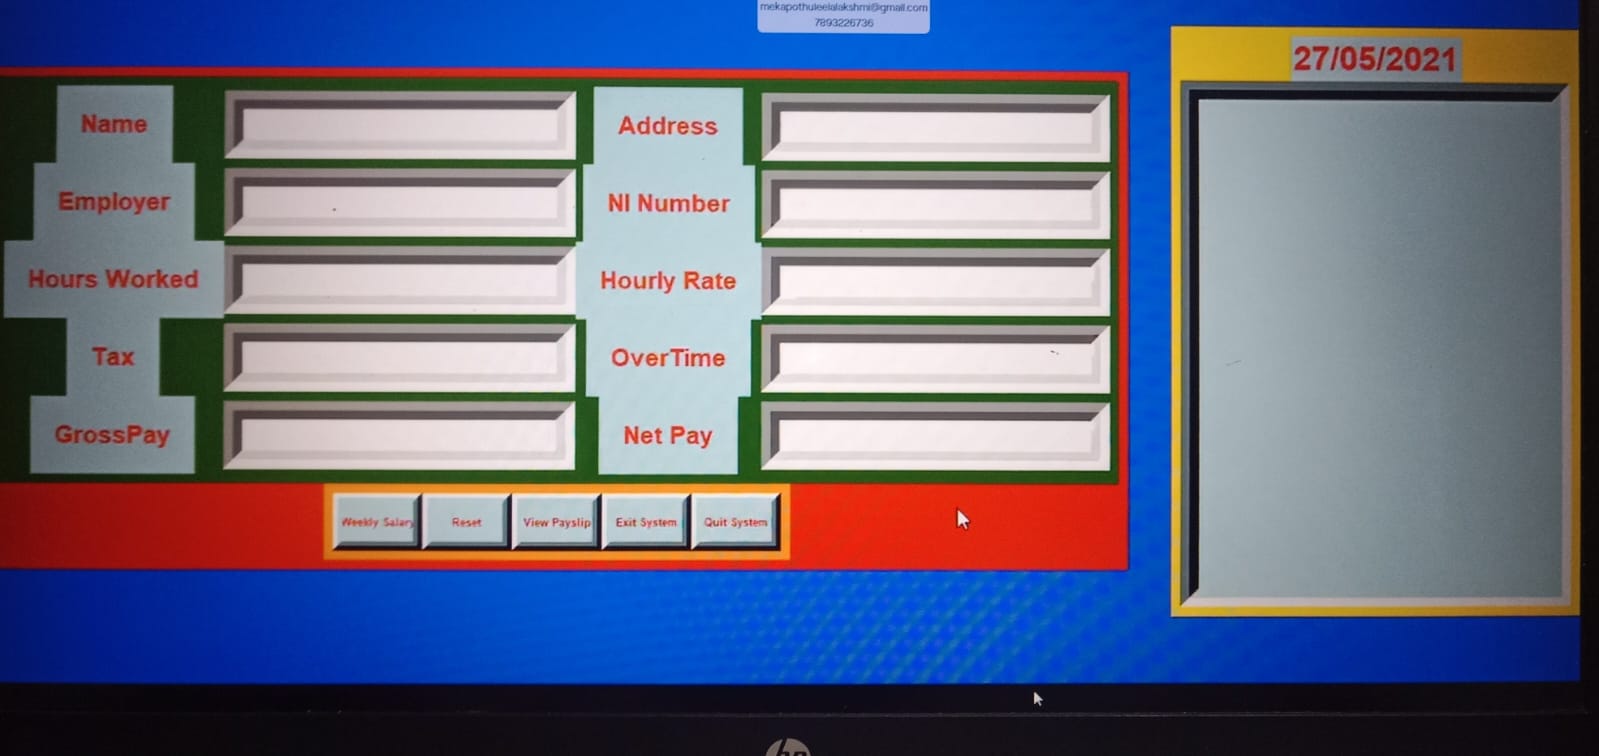 mekapothuleelalakshmi@gmail.com
7893226736
27/05/2021
Name
Address
Employer
NI Number
Hours Worked
Hourly Rate
Tax
OverTime
GrossPay
Net Pay
Weekly Salary
Reset
View Payslip
Exit System
Quit System
hp